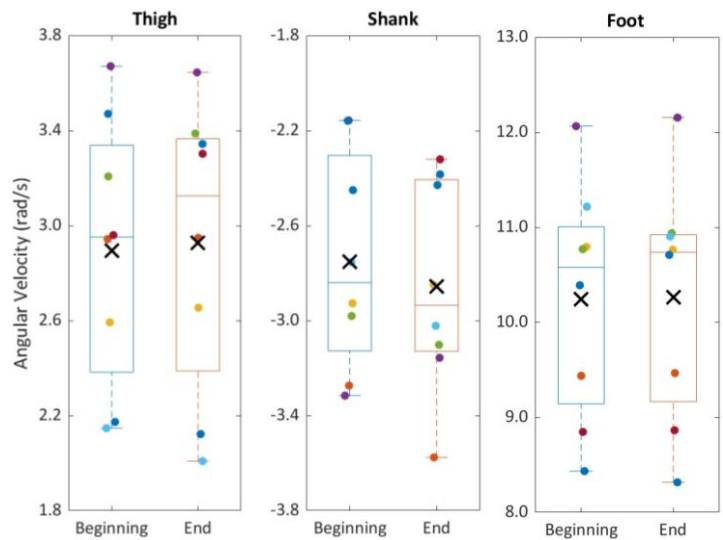 Thigh
Shank
Foot
Angular Velocity (rad/s)
3.8
3.4
3.0
2.6
2.2
1.8
Beginning
End
-1.8
-2.2
-2.6
-3.0
-3.4
-3.8
Beginning
End
13.0
12.0
11.0
10.0
9.0
8.0
Beginning
End